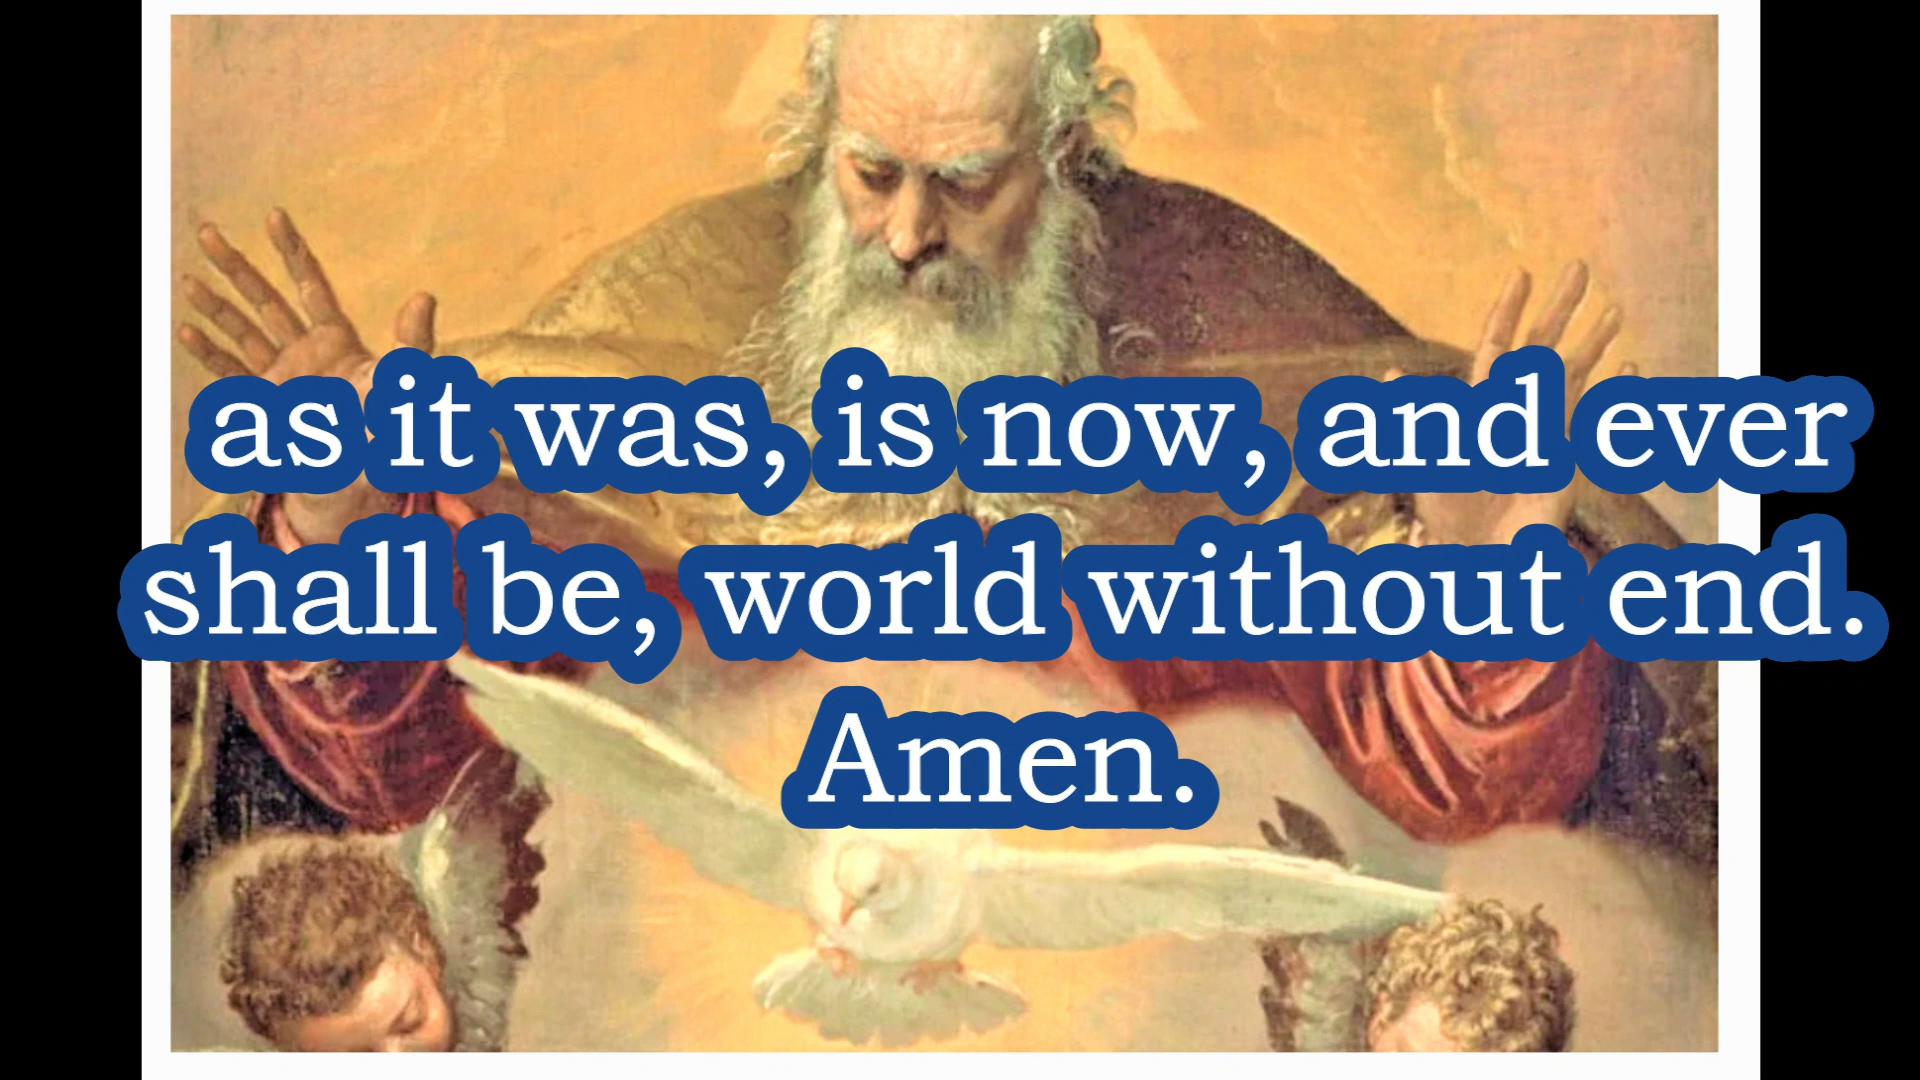 as it was, is now, and ever
shall be, world without end.
Amen.